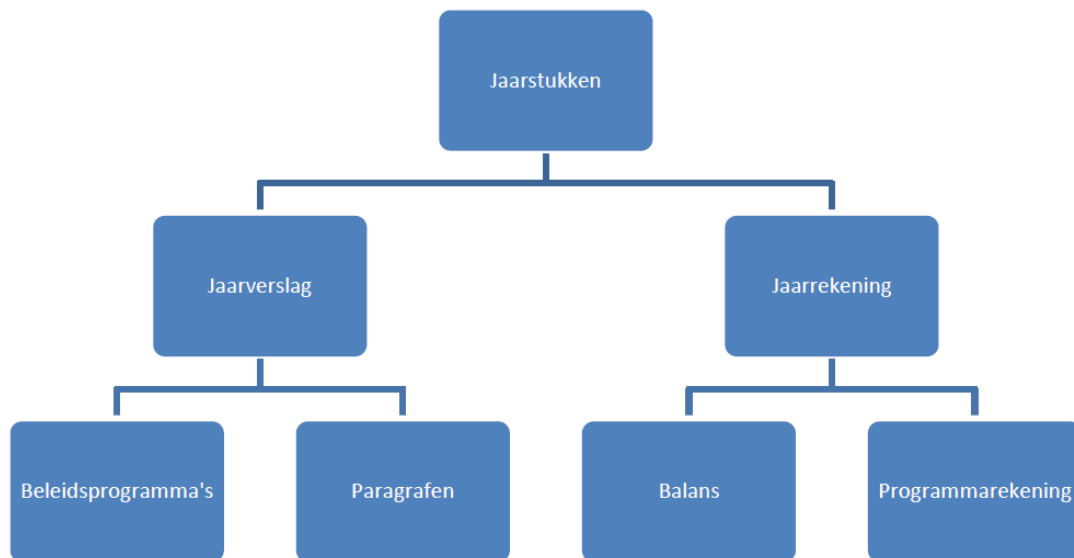 Jaarstukken
Jaarverslag
Jaarrekening
Beleidsprogramma's
Paragrafen
Balans
Programmarekening